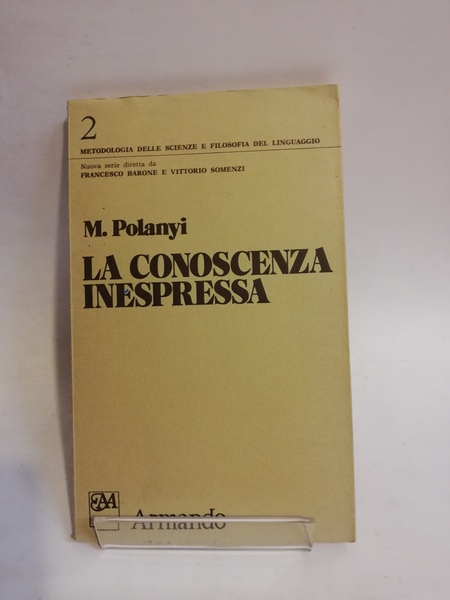 2
METODOLOGIA DELLE SCIENZE E FILOSOFIA DEL LINGUAGGIO
Nuova serie diretta da
FRANCESCO BARONE E VITTORIO SOMENZI
M. Polanyi
LA CONOSCENZA
INESPRESSA
EAA
Armando